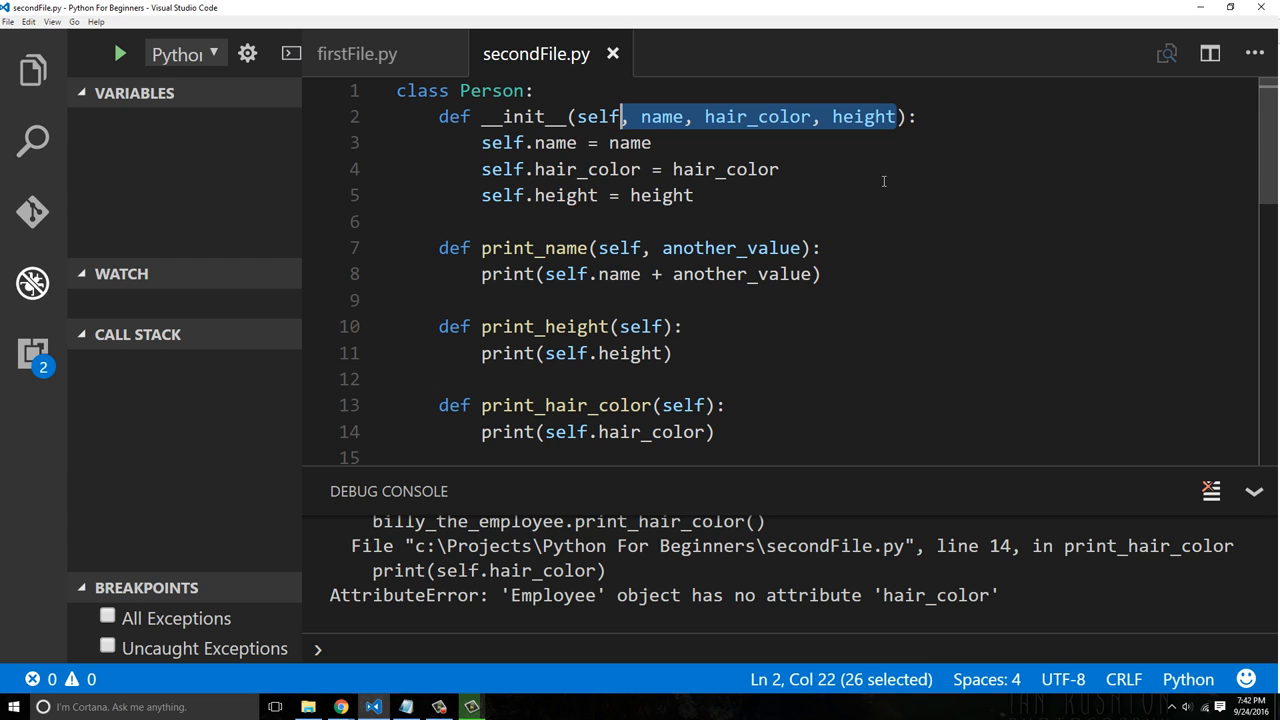 secondFile.py - Python For Beginners - Visual Studio Code
File Edit View Go Help
Pythor
firstFile.py
secondFile.py
VARIABLES
WATCH
CALL STACK
2
BREAKPOINTS
All Exceptions
Uncaught Exceptions
1 class Person:
2 def __init__(self, name, hair_color, height):
3 self.name = name
4 self.hair_color = hair_color
5 self.height = height
6
7 def print_name(self, another_value):
8 print(self.name + another_value)
9
10 def print_height(self):
11 print(self.height)
12
13 def print_hair_color(self):
14 print(self.hair_color)
15
DEBUG CONSOLE
billy_the_employee.print_hair_color()
File "c:\Projects\Python For Beginners\secondFile.py", line 14, in print_hair_color
print(self.hair_color)
AttributeError: 'Employee' object has no attribute 'hair_color'
0 0
Ln 2, Col 22 (26 selected) Spaces: 4 UTF-8 CRLF Python
I'm Cortana. Ask me anything.
IAN RUSHTON
7:42 PM
9/24/2016